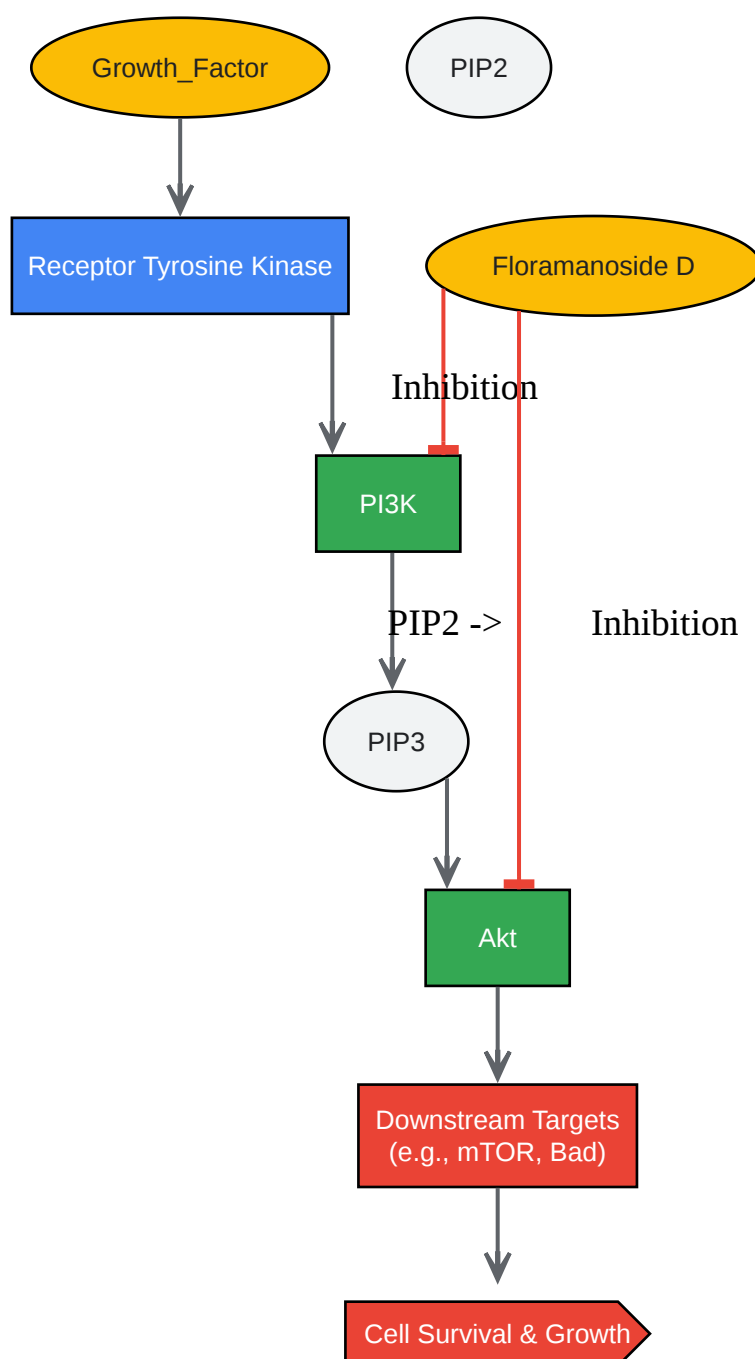 Growth_Factor
PIP2
Receptor Tyrosine Kinase
Floramanoside D
Inhibition
PI3K
PIP2 ->
Inhibition
PIP3
Akt
Downstream Targets
(e.g., mTOR, Bad)
Cell Survival & Growth